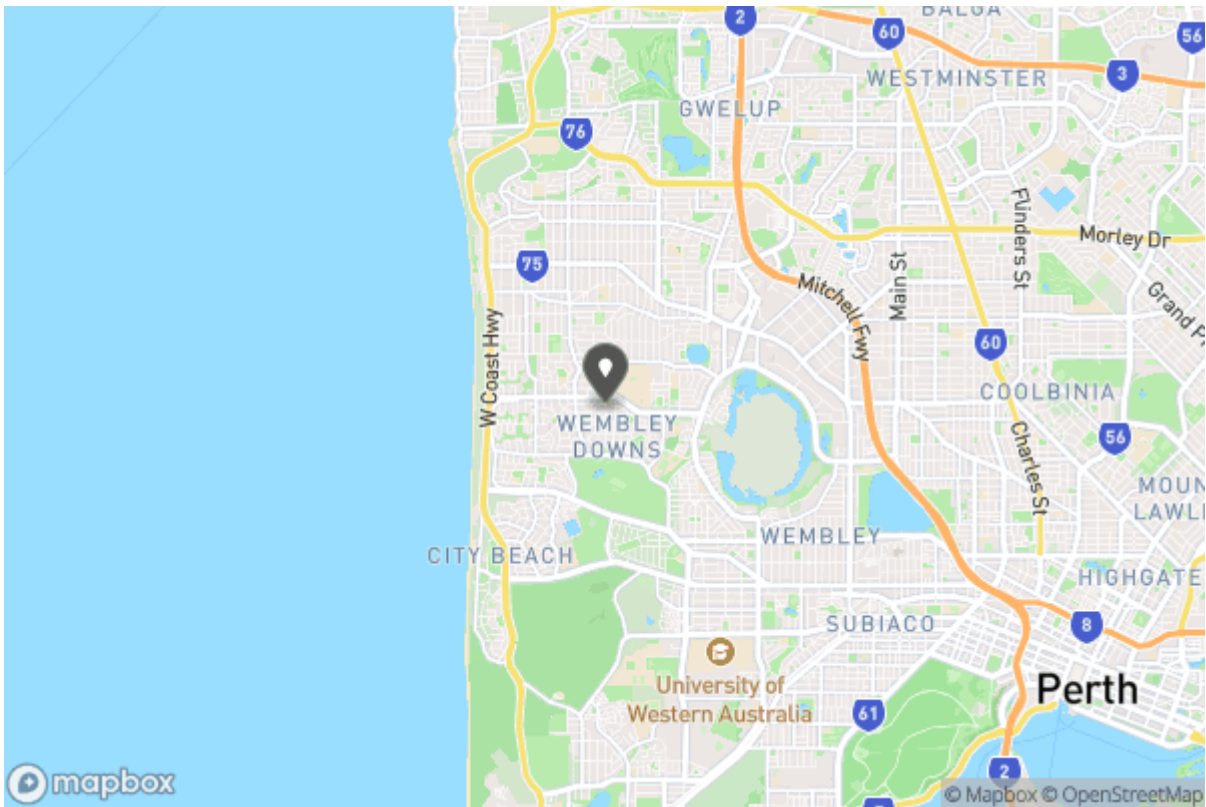 BALGA
2
60
56
WESTMINSTER
3
GWELUP
76
Flinders St
Morley Dr
75
Main St
Mitchell Fwy
Grand P
W Coast Hwy
60
COOLBINIA
WEMBLEY
DOWNS
56
Charles St
MOUN
LAWL
WEMBLEY
CITY BEACH
HIGHGATE
SUBIACO
8
University of
Western Australia
Perth
61
2
mapbox
© Mapbox © OpenStreetMap